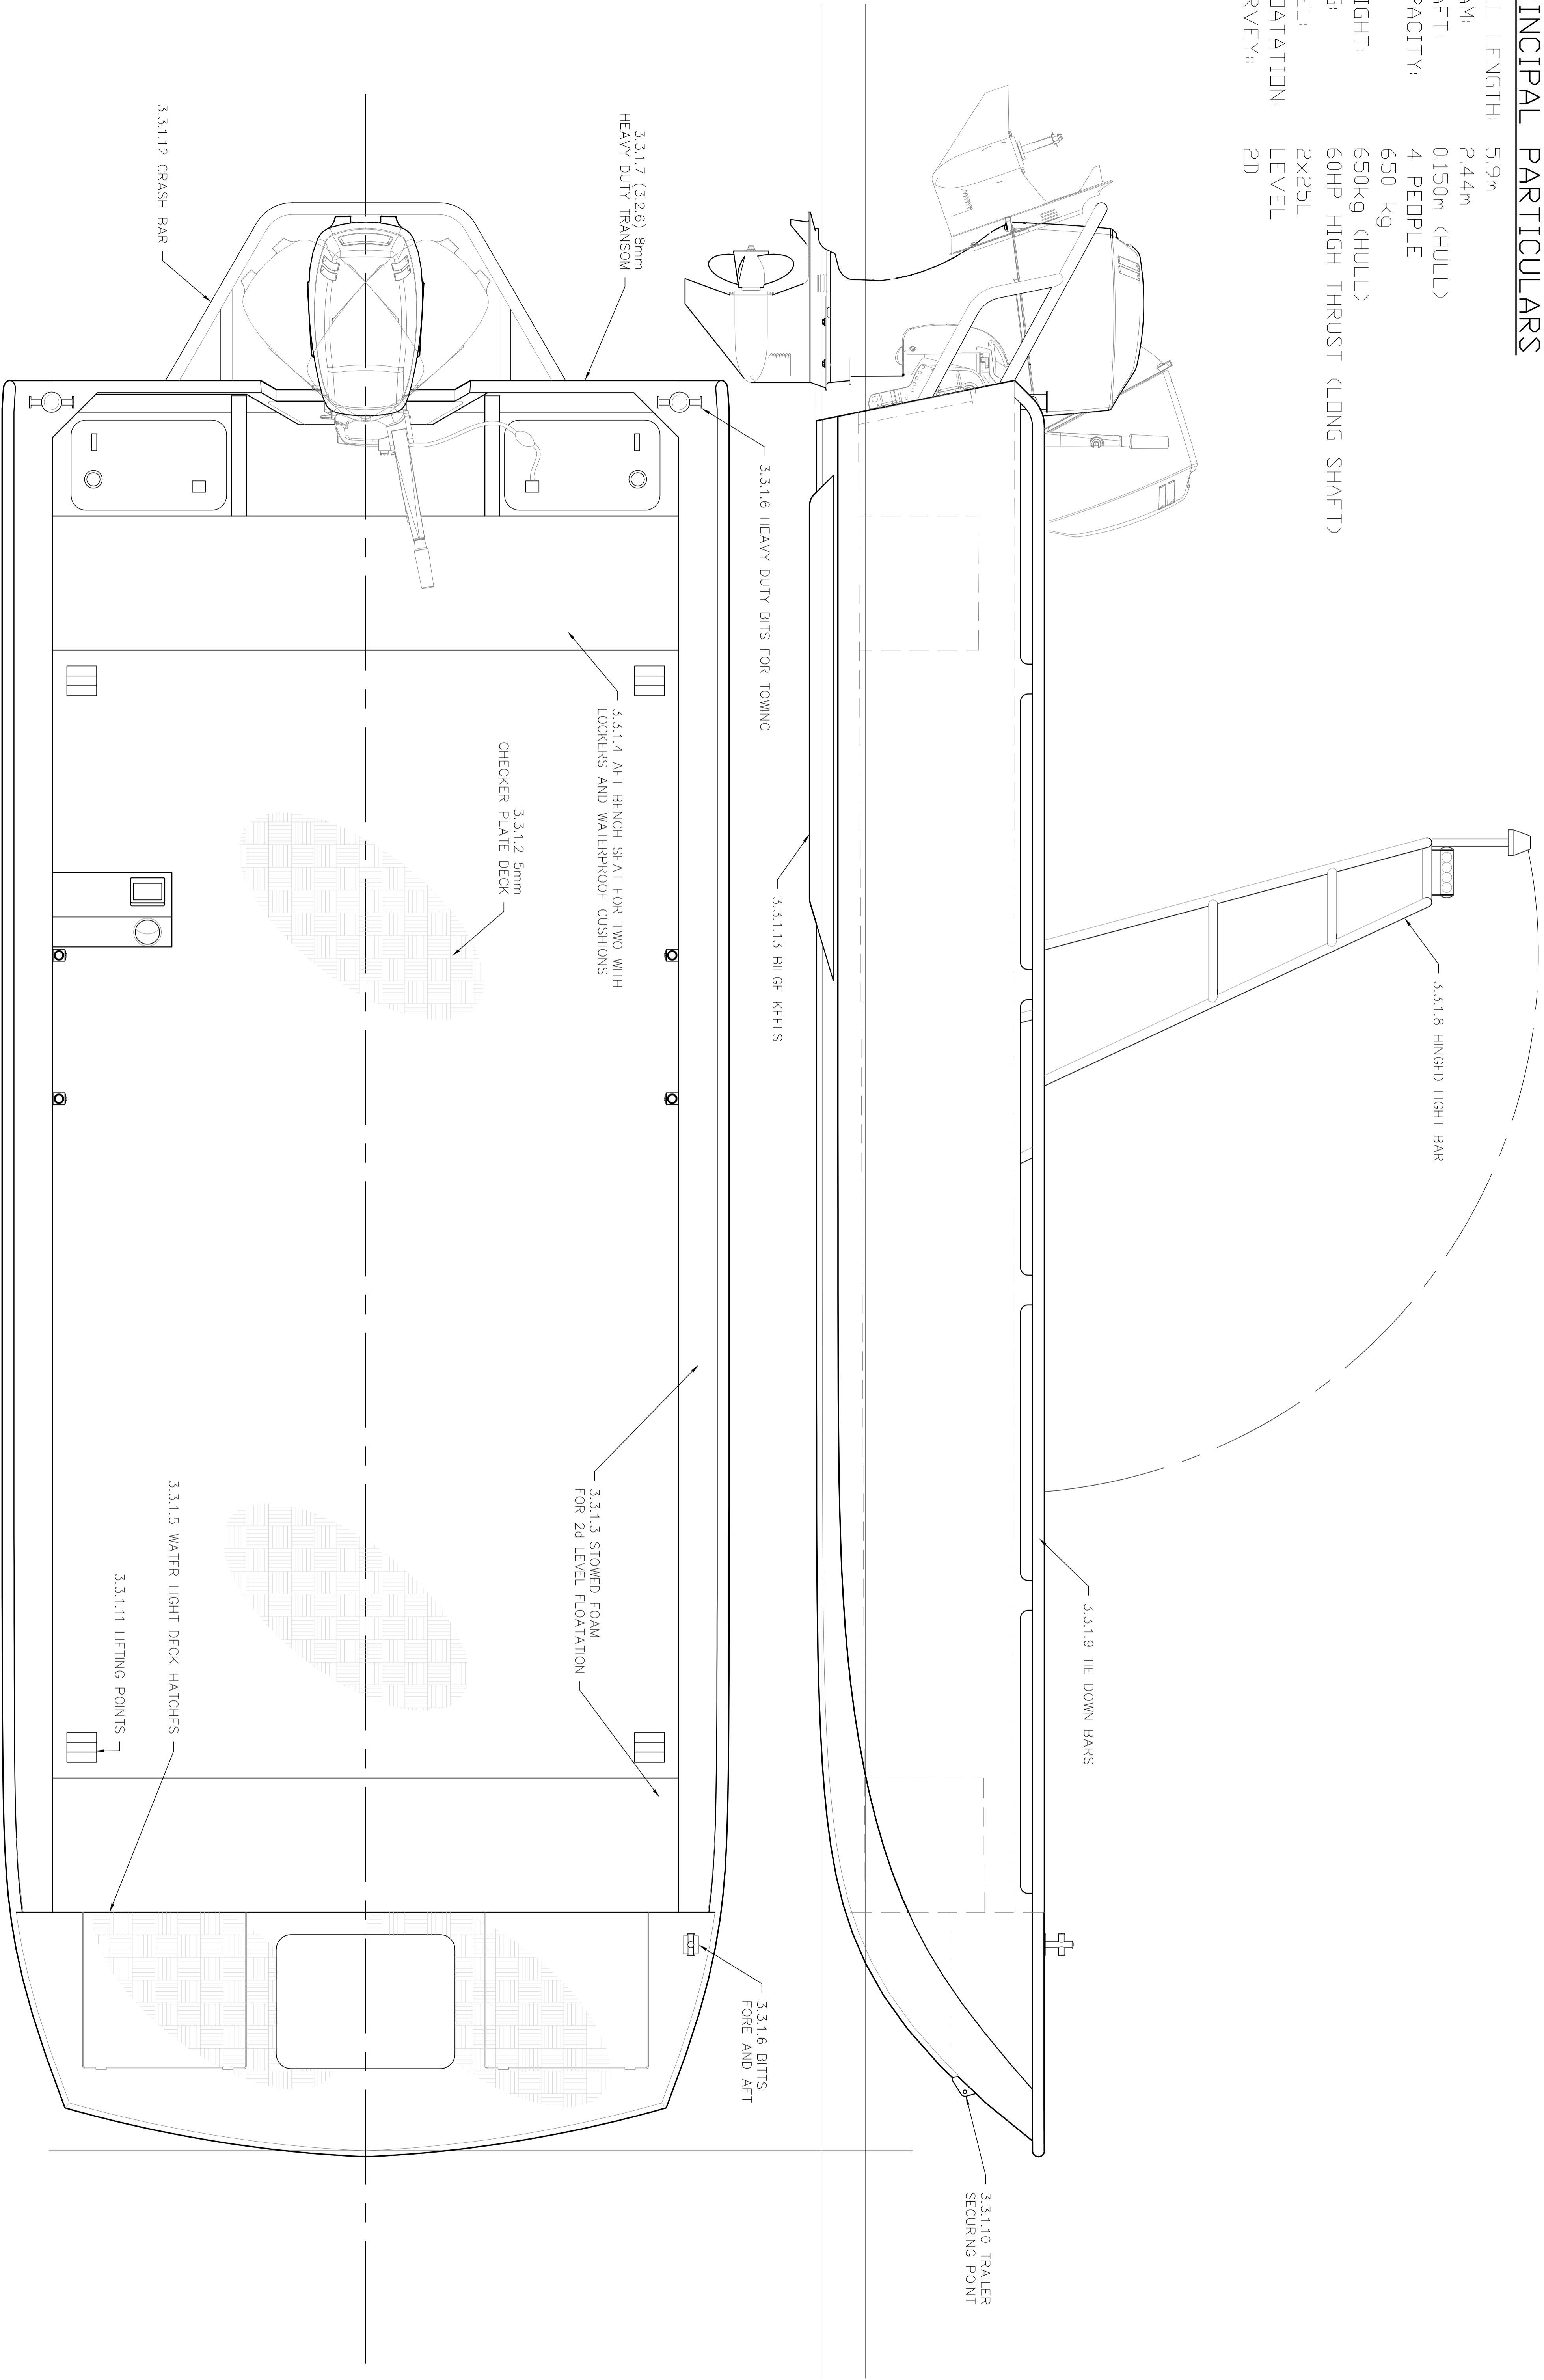 RINCIPAL PARTICULARS
LL LENGTH: 5.9m
AM: 2.44m
AFT: 0.150m (HULL)
PACITY: 4 PEOPLE
650 kg
IGHT: 650kg (HULL)
G: 60HP HIGH THRUST (LONG SHAFT)
EL: 2x25L
OATATION: LEVEL
RVEY:: 2D
3.3.1.8 HINGED LIGHT BAR
3.3.1.9 TIE DOWN BARS
3.3.1.10 TRAILER
SECURING POINT
3.3.1.13 BILGE KEELS
3.3.1.6 HEAVY DUTY BITS FOR TOWING
3.3.1.6 BITTS
FORE AND AFT
3.3.1.7 (3.2.6) 8mm
HEAVY DUTY TRANSOM
3.3.1.4 AFT BENCH SEAT FOR TWO WITH
LOCKERS AND WATERPROOF CUSHIONS
3.3.1.3 STOWED FOAM
FOR 2d LEVEL FLOATATION
3.3.1.2 5mm
CHECKER PLATE DECK
3.3.1.12 CRASH BAR
3.3.1.5 WATER LIGHT DECK HATCHES
3.3.1.11 LIFTING POINTS